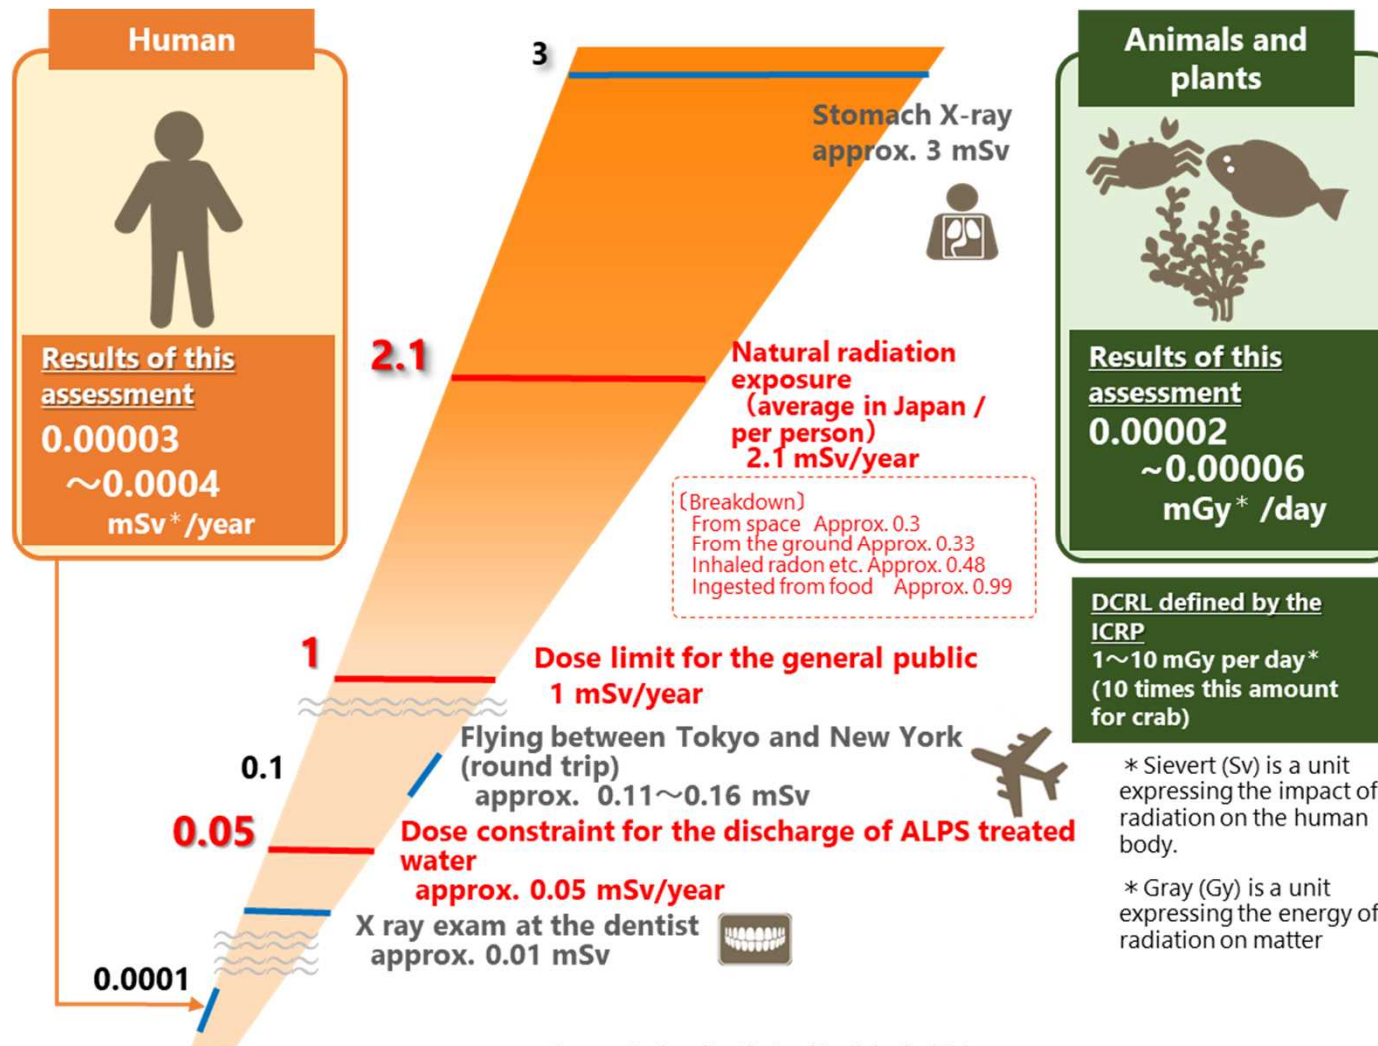 Human
Results of this
assessment
0.00003
～0.0004
mSv＊/year
3
Stomach X-ray
approx. 3 mSv
2.1
Natural radiation
exposure
（average in Japan /
per person）
2.1 mSv/year
〔Breakdown〕
From space Approx. 0.3
From the ground Approx. 0.33
Inhaled radon etc. Approx. 0.48
Ingested from food Approx. 0.99
1
Dose limit for the general public
1 mSv/year
Flying between Tokyo and New York
(round trip)
approx. 0.11～0.16 mSv
0.1
0.05
Dose constraint for the discharge of ALPS treated
water
approx. 0.05 mSv/year
X ray exam at the dentist
approx. 0.01 mSv
0.0001
Animals and
plants
Results of this
assessment
0.00002
~0.00006
mGy＊ /day
DCRL defined by the
ICRP
1～10 mGy per day＊
(10 times this amount
for crab)
＊Sievert (Sv) is a unit
expressing the impact of
radiation on the human
body.
＊Gray (Gy) is a unit
expressing the energy of
radiation on matter